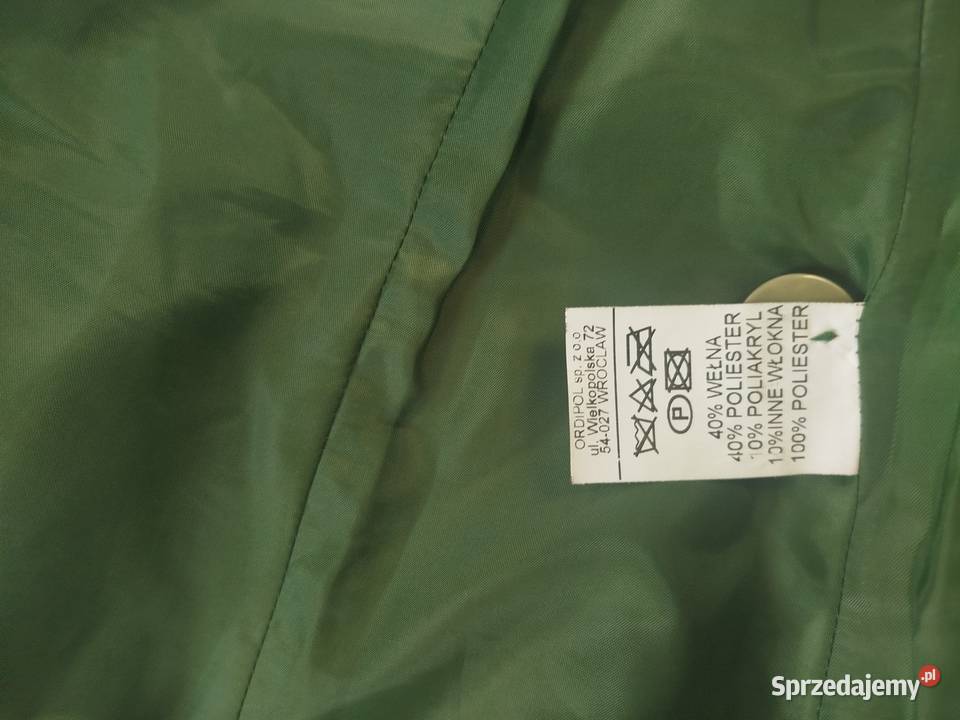 ORDIPOL sp. z o.o
ul. Wielkopolska 72
54-027 WROCŁAW
P
40% WEŁNA
40% POLIESTER
10% POLIAKRYL
10%INNE WŁOKNA
100% POLIESTER
Sprzedajemy.pl